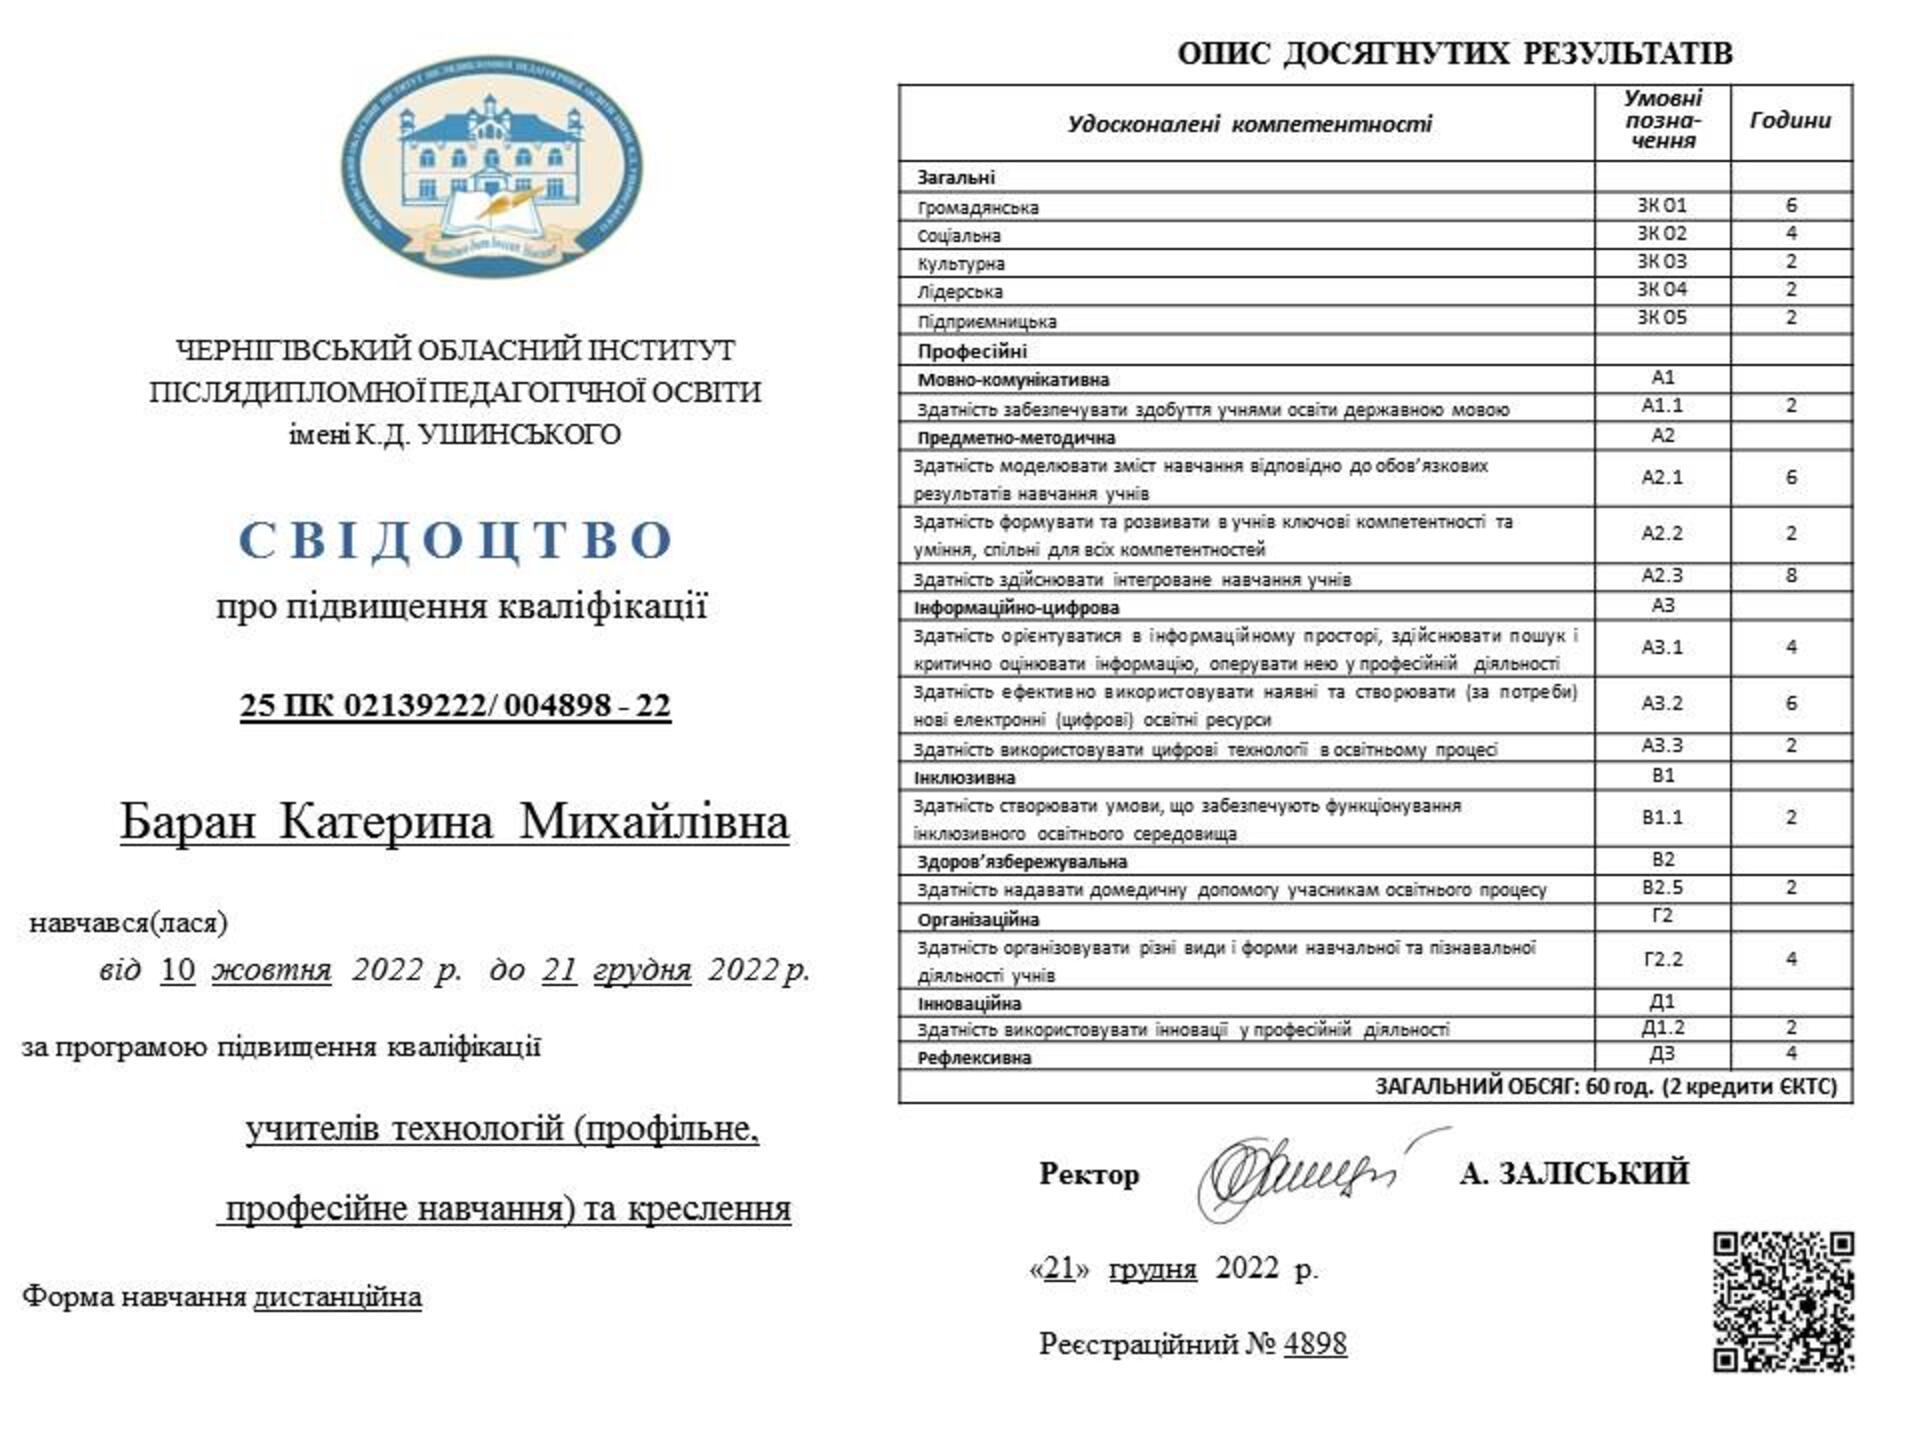 ЧЕРНІГІВСЬКИЙ ОБЛАСНИЙ ІНСТИТУТ
ПІСЛЯДИПЛОМНОЇ ПЕДАГОГІЧНОЇ ОСВІТИ
імені К.Д. УШИНСЬКОГО
СВІДОЦТВО
про підвищення кваліфікації
25 ПК 02139222/ 004898 - 22
Баран Катерина Михайлівна
навчався(лася)
від 10 жовтня 2022 р. до 21 грудня 2022 р.
за програмою підвищення кваліфікації
учителів технологій (профільне,
професійне навчання) та креслення
Форма навчання дистанційна
ОПИС ДОСЯГНУТИХ РЕЗУЛЬТАТІВ
Удосконалені компетентності
Умовні
позна-
чення
Години
Загальні
Громадянська ЗК 01 6
Соціальна ЗК 02 4
Культурна ЗК 03 2
Лідерська ЗК 04 2
Підприємницька ЗК 05 2
Професійні
Мовно-комунікативна А1
Здатність забезпечувати здобуття учнями освіти державною мовою А1.1 2
Предметно-методична А2
Здатність моделювати зміст навчання відповідно до обов’язкових
результатів навчання учнів А2.1 6
Здатність формувати та розвивати в учнів ключові компетентності та
уміння, спільні для всіх компетентностей А2.2 2
Здатність здійснювати інтегроване навчання учнів А2.3 8
Інформаційно-цифрова А3
Здатність орієнтуватися в інформаційному просторі, здійснювати пошук і
критично оцінювати інформацію, оперувати нею у професійній діяльності А3.1 4
Здатність ефективно використовувати наявні та створювати (за потреби)
нові електронні (цифрові) освітні ресурси А3.2 6
Здатність використовувати цифрові технології в освітньому процесі А3.3 2
Інклюзивна В1
Здатність створювати умови, що забезпечують функціонування
інклюзивного освітнього середовища В1.1 2
Здоров’язбережувальна В2
Здатність надавати домедичну допомогу учасникам освітнього процесу В2.5 2
Організаційна Г2
Здатність організовувати різні види і форми навчальної та пізнавальної
діяльності учнів Г2.2 4
Інноваційна Д1
Здатність використовувати інновації у професійній діяльності Д1.2 2
Рефлексивна Д3 4
ЗАГАЛЬНИЙ ОБСЯГ: 60 год. (2 кредити ЄКТС)
Ректор А. ЗАЛІСЬКИЙ
«21» грудня 2022 р.
Реєстраційний № 4898